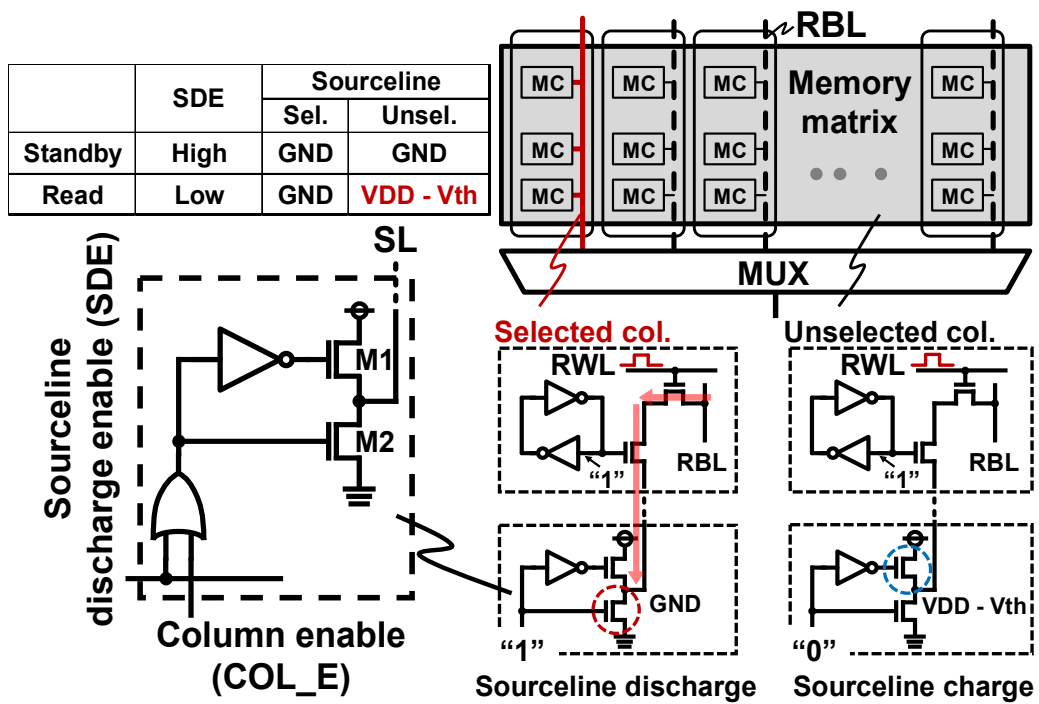 RBL
SDE
Sourceline
Sel. Unsel.
Standby High GND GND
Read Low GND VDD - Vth
MC MC MC MC
Memory
matrix
MC MC MC MC
MC MC MC MC
MUX
Sourceline
discharge enable (SDE)
SL
M1
M2
Column enable
(COL_E)
Selected col.
RWL
“1”
RBL
GND
“1”
Sourceline discharge
Unselected col.
RWL
“1”
RBL
VDD - Vth
“0”
Sourceline charge